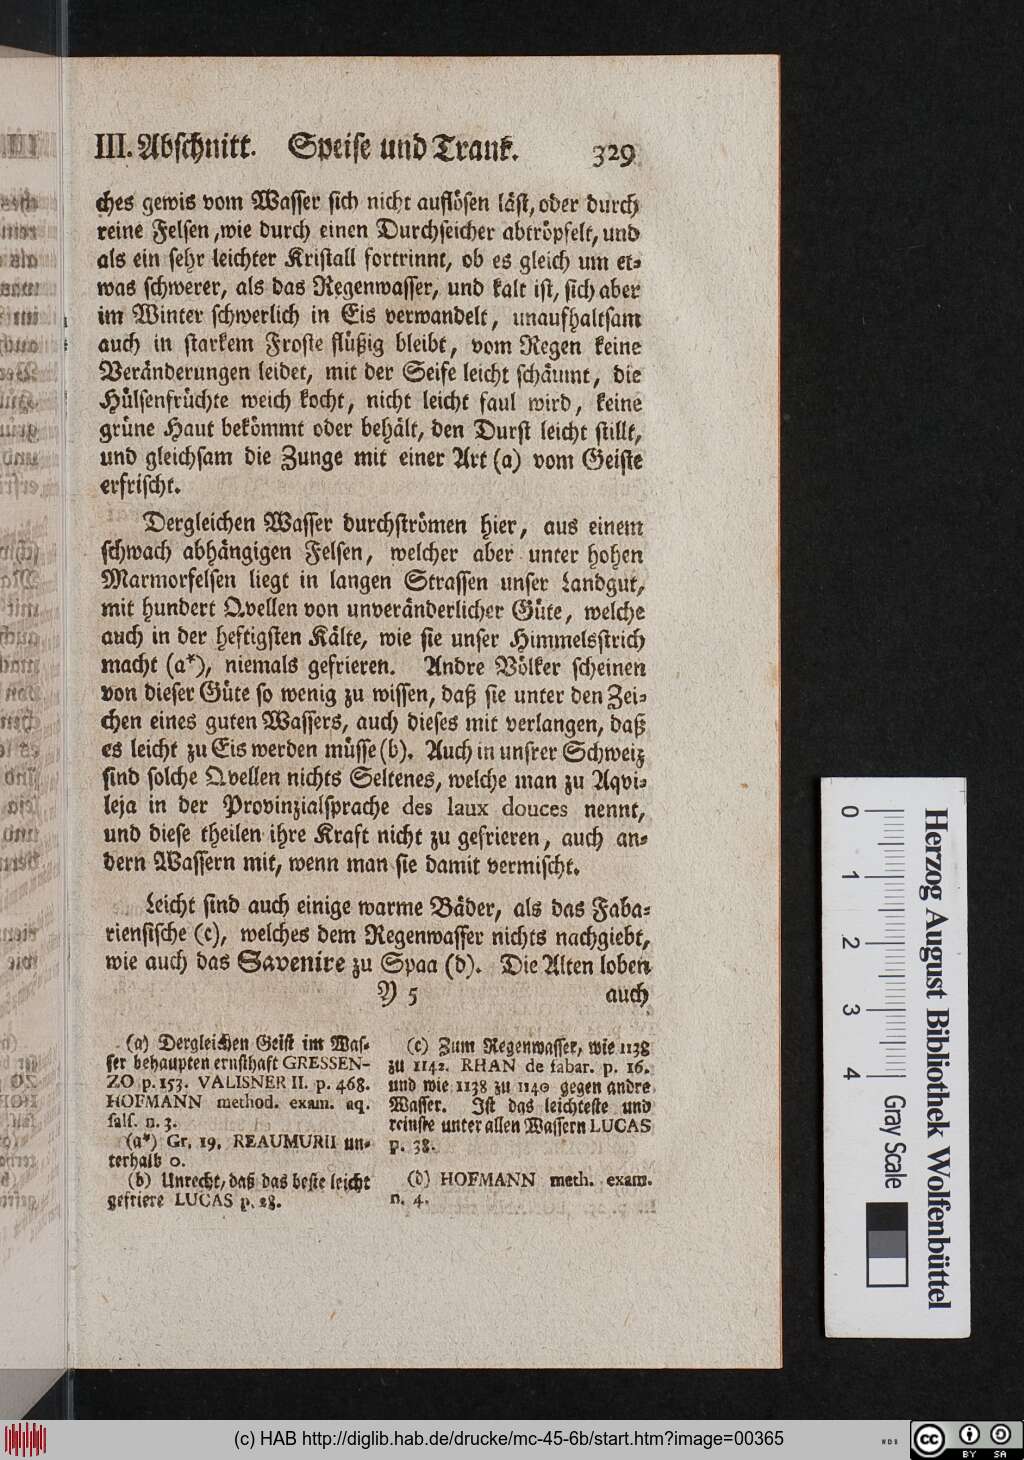 III. Abschnitt. Speise und Trank. 329
ches gewis vom Wasser sich nicht auflösen läst, oder durch
reine Felsen, wie durch einen Durchseicher abtröpfelt, und
als ein sehr leichter Kristall fortrinnt, ob es gleich um et-
was schwerer, als das Regenwasser, und kalt ist, sich aber
im Winter schwerlich in Eis verwandelt, unaufhaltsam
auch in starkem Froste flüßig bleibt, vom Regen keine
Veränderungen leidet, mit der Seife leicht schäumt, die
Hülsenfrüchte weich kocht, nicht leicht faul wird, keine
grüne Haut bekömmt oder behält, den Durst leicht stillt,
und gleichsam die Zunge mit einer Art (a) vom Geiste
erfrischt.
Dergleichen Wasser durchströmen hier, aus einem
schwach abhängigen Felsen, welcher aber unter hohen
Marmorfelsen liegt in langen Strassen unser Landgut,
mit hundert Qvellen von unveränderlicher Güte, welche
auch in der heftigsten Kälte, wie sie unser Himmelsstrich
macht (a*), niemals gefrieren. Andre Völker scheinen
von dieser Güte so wenig zu wissen, daß sie unter den Zei-
chen eines guten Wassers, auch dieses mit verlangen, daß
es leicht zu Eis werden müsse (b). Auch in unsrer Schweiz
sind solche Qvellen nichts Seltenes, welche man zu Aqvi-
leja in der Provinzialsprache des laux douces nennt,
und diese theilen ihre Kraft nicht zu gefrieren, auch an-
dern Wassern mit, wenn man sie damit vermischt.
Leicht sind auch einige warme Bäder, als das Faba-
riensische (c), welches dem Regenwasser nichts nachgiebt,
wie auch das Savenire zu Spaa (d). Die Alten loben
Y 5 auch
(a) Dergleichen Geist im Was-
ser behaupten ernsthaft GRESSEN-
ZO p. 153. VALISNER II. p. 468.
HOFMANN method. exam. aq.
salf. n. 3.
(a*) Gr. 19. REAUMURII un-
terhalb 0.
(b) Unrecht, daß das beste leicht
gefriere LUCAS p. 28.
(c) Zum Regenwasser, wie 1138
zu 1142. RHAN de fabar. p. 16.
und wie 1138 zu 1140 gegen andre
Wasser. Ist das leichteste und
reinste unter allen Wassern LUCAS
p. 38.
(d) HOFMANN meth. exam.
n. 4.
0 1 2 3 4
Herzog August Bibliothek Wolfenbüttel
Gray Scale
(c) HAB http://diglib.hab.de/drucke/mc-45-6b/start.htm?image=00365
cc BY SA